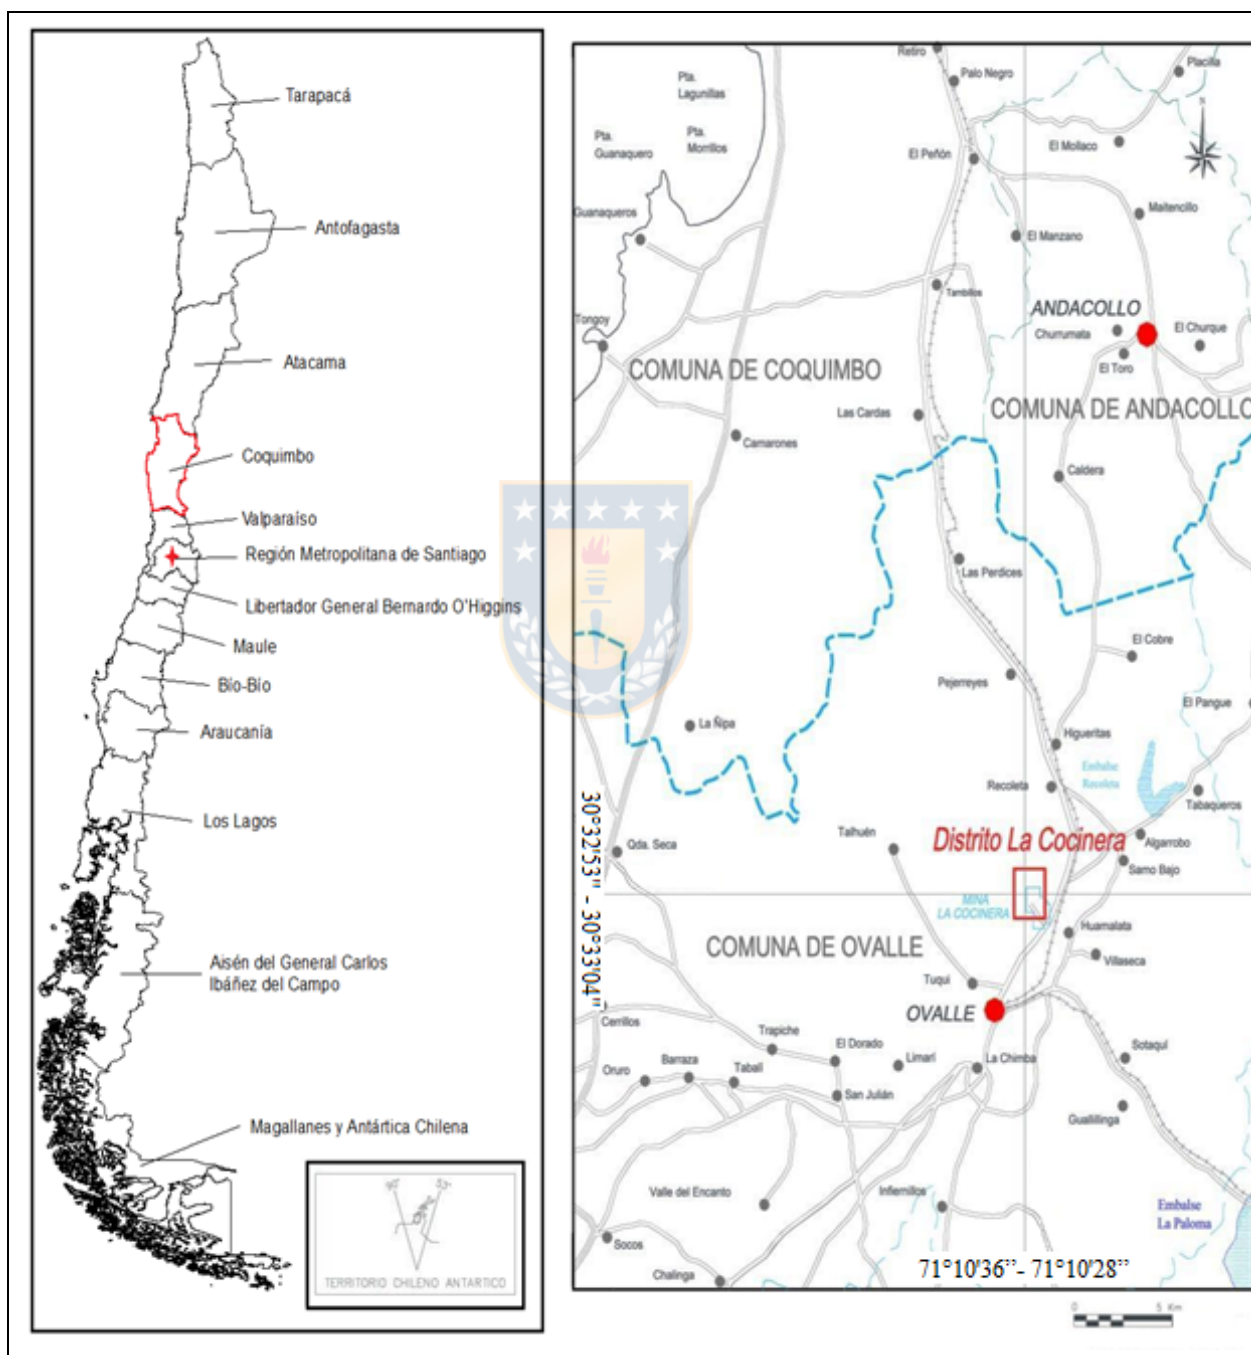 Tarapacá
Antofagasta
Atacama
Coquimbo
Valparaíso
Región Metropolitana de Santiago
Libertador General Bernardo O'Higgins
Maule
Bío-Bío
Araucanía
Los Lagos
Aisén del General Carlos
Ibáñez del Campo
Magallanes y Antártica Chilena
90°
53°
TERRITORIO CHILENO ANTARTICO
Retiro
Palo Negro
Placilla
Pta.
Lagunillas
N
Pta.
Guanaquero
Pta.
Morrillos
El Peñón
El Mollaco
Guanaqueros
Maitencillo
El Manzano
Tambillos
ANDACOLLO
Tongoy
Churrumata
El Churque
El Toro
COMUNA DE COQUIMBO
COMUNA DE ANDACOLLO
Las Cardas
Camarones
Caldera
Las Perdices
El Cobre
Pejerreyes
El Pangue
La Ñipa
Higueritas
Embalse
Recoleta
Recoleta
Tabaqueros
Talhuén
Distrito La Cocinera
Algarrobo
Qda. Seca
Samo Bajo
MINA
LA COCINERA
30°32'53" - 30°33'04"
Huamalata
COMUNA DE OVALLE
Villaseca
Tuqui
OVALLE
Cerrillos
Trapiche
El Dorado
Limarí
La Chimba
Sotaquí
Oruro
Barraza
Tabalí
San Julián
Guallillinga
Valle del Encanto
Infiernillos
Embalse
La Paloma
Socos
Chalinga
71°10'36”- 71°10'28”
0
5 Km